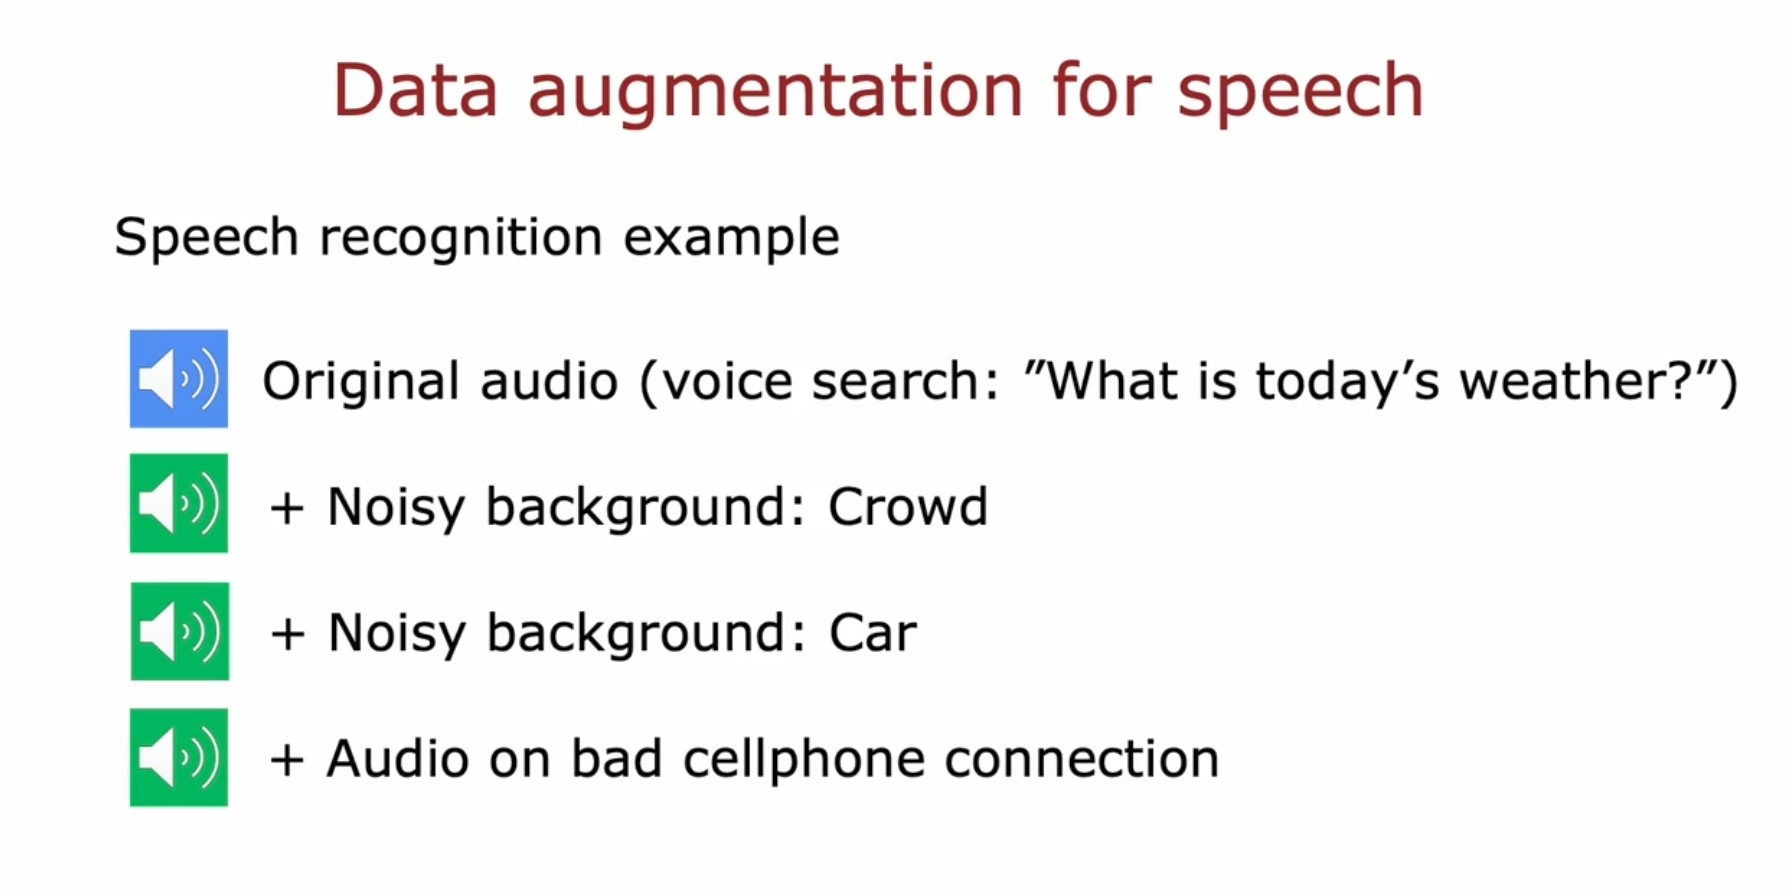 Data augmentation for speech
Speech recognition example
Original audio (voice search: ”What is today’s weather?”)
+ Noisy background: Crowd
+ Noisy background: Car
+ Audio on bad cellphone connection